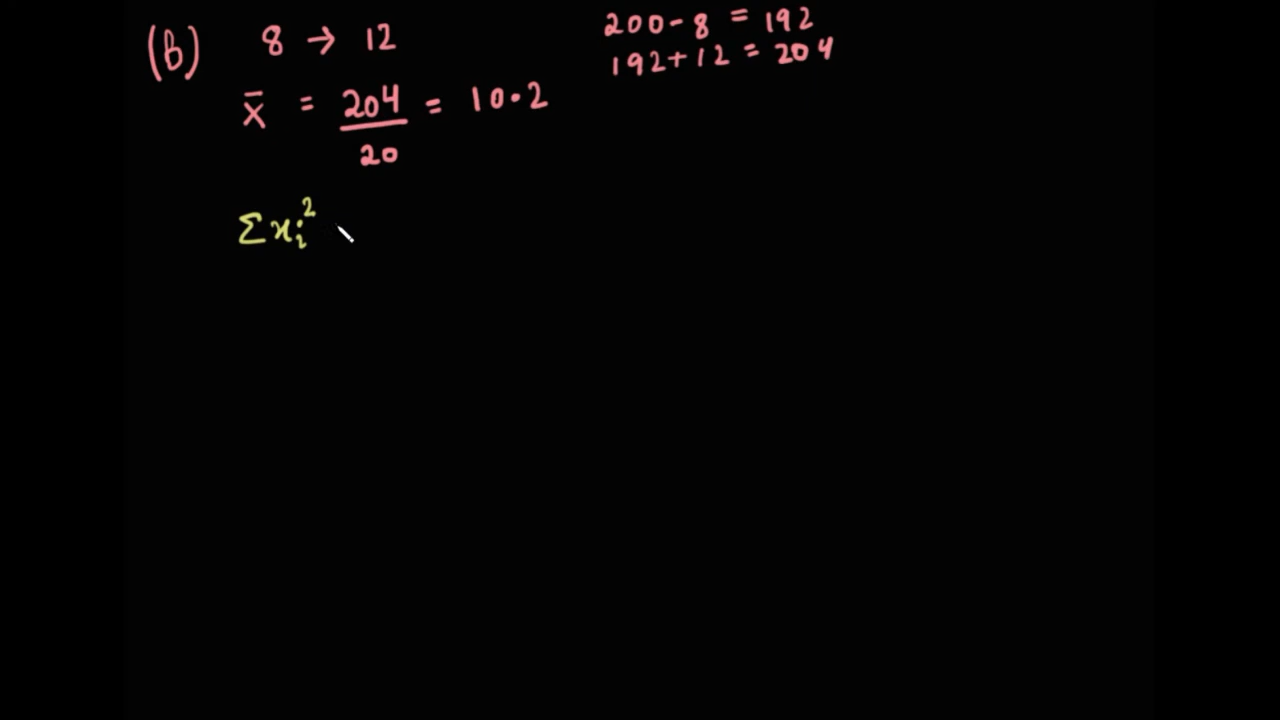 (b) 8 → 12
200 - 8 = 192
192 + 12 = 204
x̄ = 204/20 = 10.2
Σxᵢ²